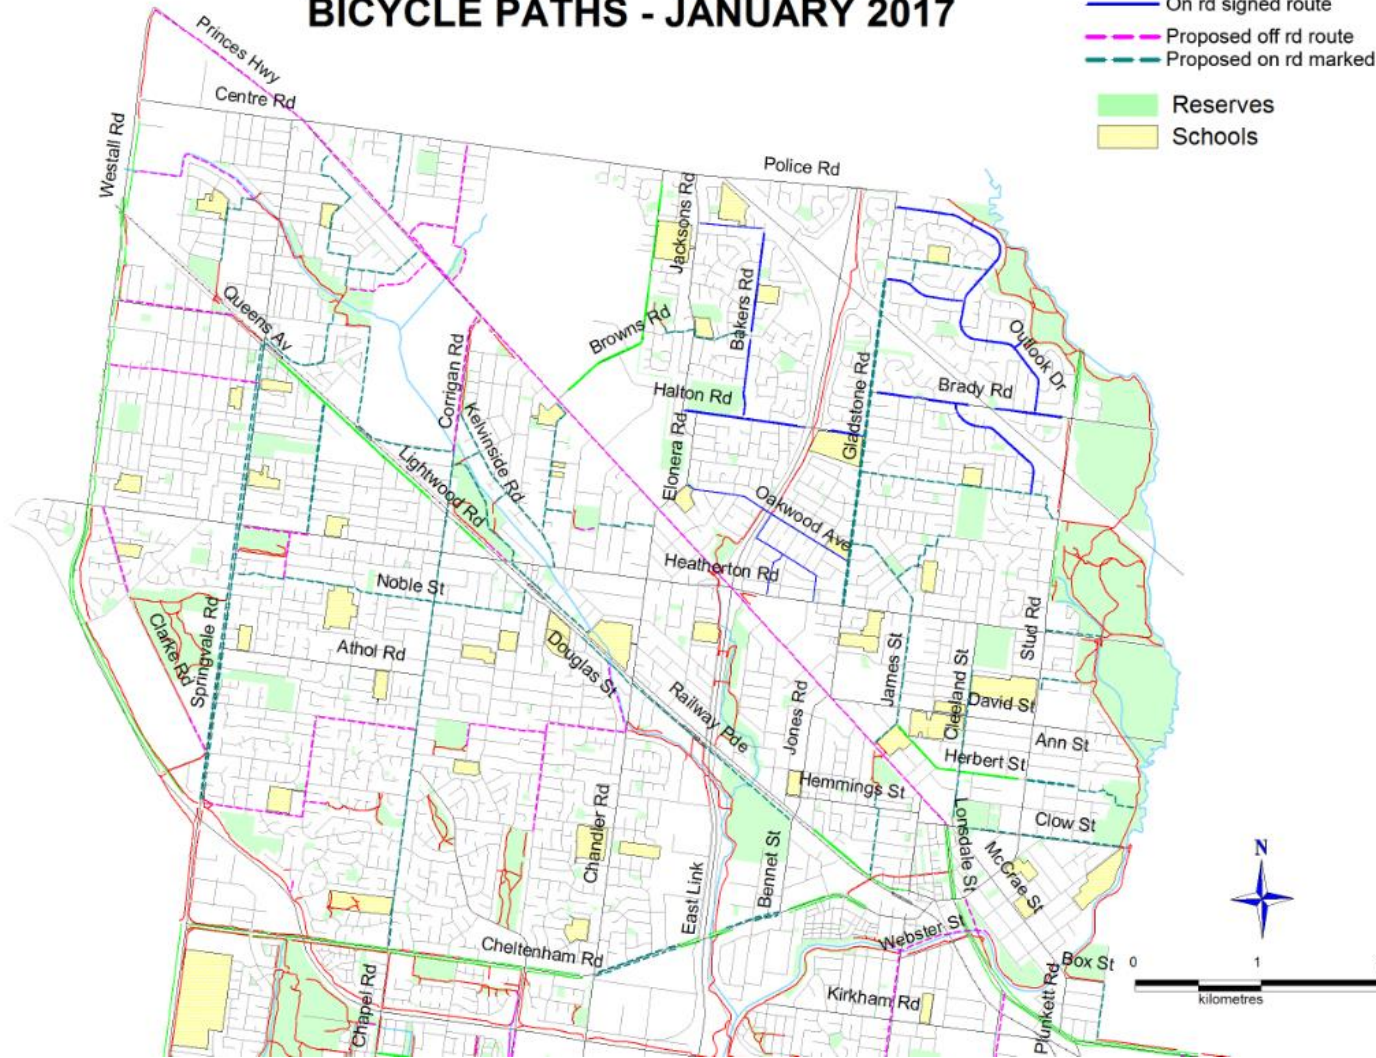 BICYCLE PATHS - JANUARY 2017
On rd signed route
Proposed off rd route
Proposed on rd marked
Reserves
Schools
Princes Hwy
Centre Rd
Westall Rd
Police Rd
Jacksons Rd
Bakers Rd
Queens Av
Browns Rd
Corrigan Rd
Outlook Dr
Gladstone Rd
Brady Rd
Halton Rd
Kelvinside Rd
Elonera Rd
Lightwood Rd
Oakwood Ave
Heatherton Rd
Noble St
Clarke Rd
Springvale Rd
Athol Rd
Douglas St
Stud Rd
James St
Cleeland St
David St
Railway Pde
Jones Rd
Ann St
Herbert St
Hemmings St
Clow St
Chandler Rd
Lonsdale St
McCrae St
Bennet St
East Link
N
Webster St
Cheltenham Rd
Box St
0 1
kilometres
Kirkham Rd
Plunkett Rd
Chapel Rd